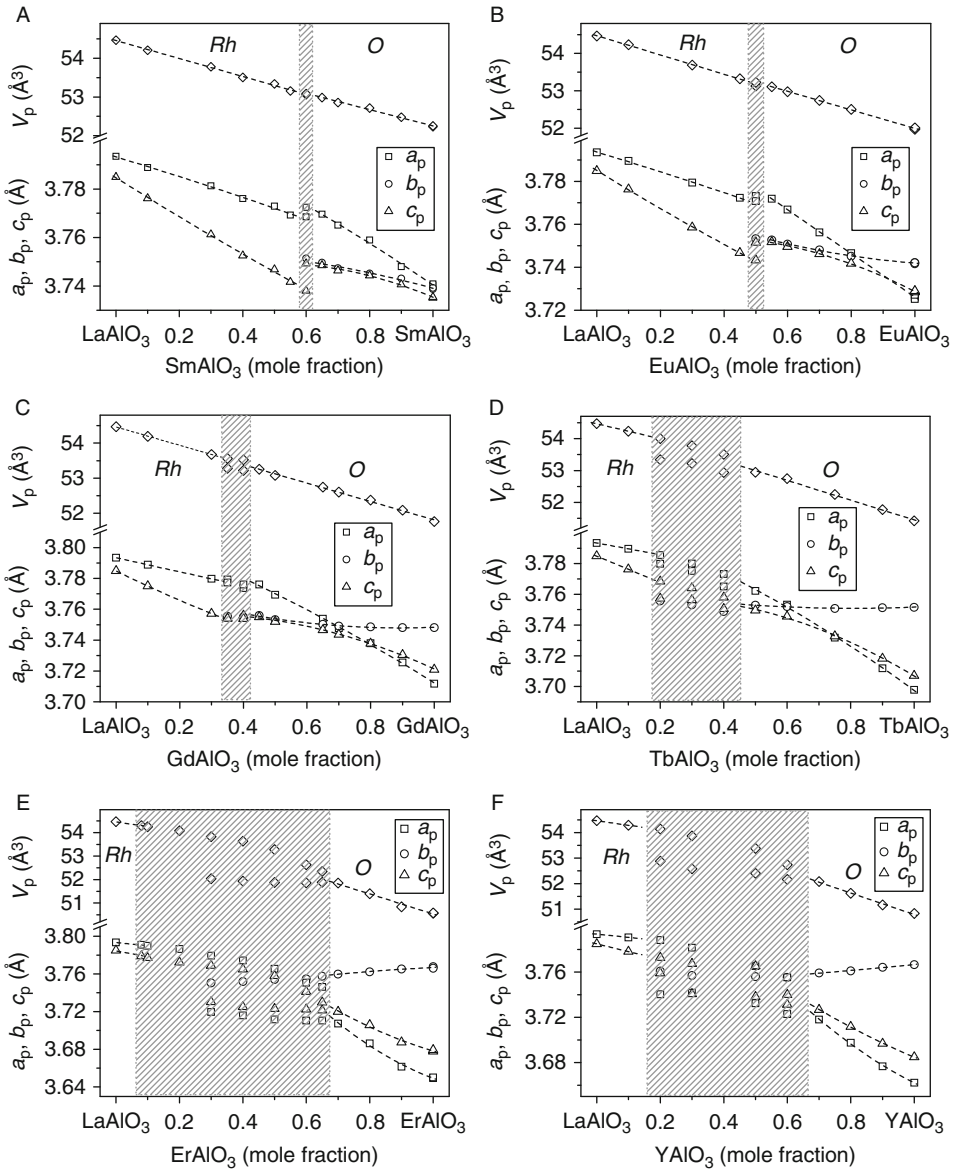 A
Rh
O
V_p (Å³)
54
53
52
a_p
b_p
c_p
a_p, b_p, c_p (Å)
3.78
3.76
3.74
LaAlO₃ 0.2 0.4 0.6 0.8 SmAlO₃
SmAlO₃ (mole fraction)
B
Rh
O
V_p (Å³)
54
53
52
a_p
b_p
c_p
a_p, b_p, c_p (Å)
3.78
3.76
3.74
3.72
LaAlO₃ 0.2 0.4 0.6 0.8 EuAlO₃
EuAlO₃ (mole fraction)
C
Rh
O
V_p (Å³)
54
53
52
a_p
b_p
c_p
a_p, b_p, c_p (Å)
3.80
3.78
3.76
3.74
3.72
3.70
LaAlO₃ 0.2 0.4 0.6 0.8 GdAlO₃
GdAlO₃ (mole fraction)
D
Rh
O
V_p (Å³)
54
53
52
a_p
b_p
c_p
a_p, b_p, c_p (Å)
3.78
3.76
3.74
3.72
3.70
LaAlO₃ 0.2 0.4 0.6 0.8 TbAlO₃
TbAlO₃ (mole fraction)
E
Rh
O
V_p (Å³)
54
53
52
51
a_p
b_p
c_p
a_p, b_p, c_p (Å)
3.80
3.76
3.72
3.68
3.64
LaAlO₃ 0.2 0.4 0.6 0.8 ErAlO₃
ErAlO₃ (mole fraction)
F
Rh
O
V_p (Å³)
54
53
52
51
a_p
b_p
c_p
a_p, b_p, c_p (Å)
3.76
3.72
3.68
LaAlO₃ 0.2 0.4 0.6 0.8 YAlO₃
YAlO₃ (mole fraction)